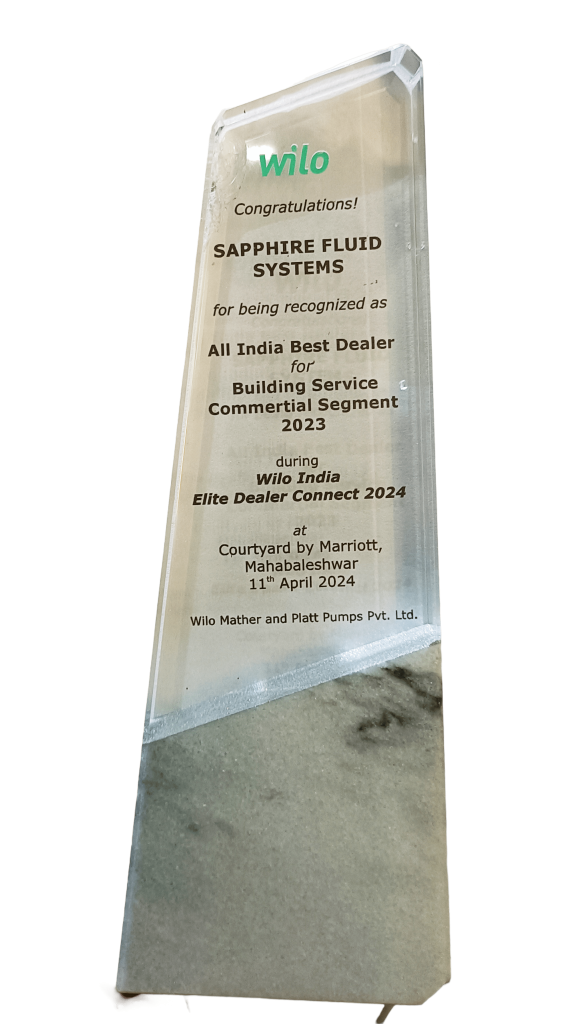 wilo
Congratulations!
SAPPHIRE FLUID
SYSTEMS
for being recognized as
All India Best Dealer
for
Building Service
Commertial Segment
2023
during
Wilo India
Elite Dealer Connect 2024
at
Courtyard by Marriott,
Mahabaleshwar
11th April 2024
Wilo Mather and Platt Pumps Pvt. Ltd.